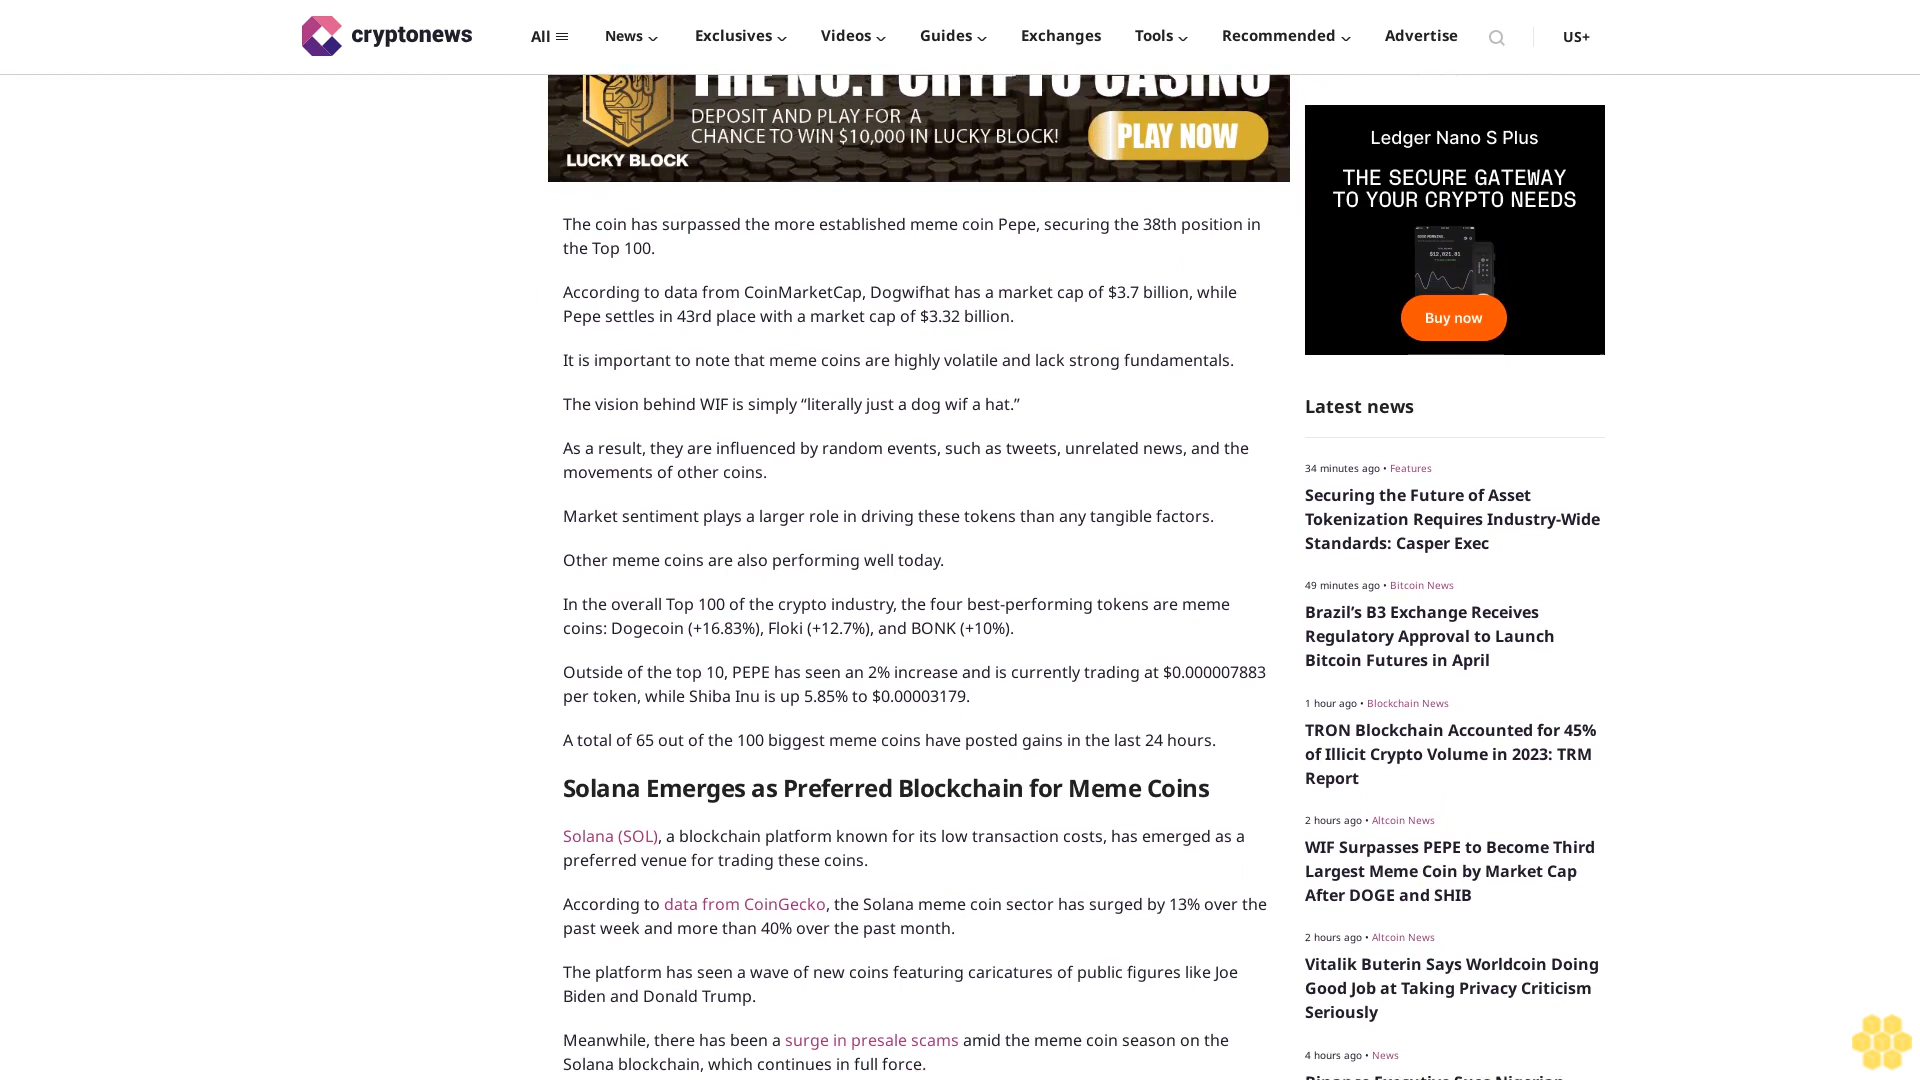 cryptonews
All
News
Exclusives
Videos
Guides
Exchanges
Tools
Recommended
Advertise
US+
THE NO.1 CRYPTO CASINO
DEPOSIT AND PLAY FOR A
CHANCE TO WIN $10,000 IN LUCKY BLOCK!
PLAY NOW
LUCKY BLOCK
The coin has surpassed the more established meme coin Pepe, securing the 38th position in
the Top 100.
According to data from CoinMarketCap, Dogwifhat has a market cap of $3.7 billion, while
Pepe settles in 43rd place with a market cap of $3.32 billion.
It is important to note that meme coins are highly volatile and lack strong fundamentals.
The vision behind WIF is simply “literally just a dog wif a hat.”
As a result, they are influenced by random events, such as tweets, unrelated news, and the
movements of other coins.
Market sentiment plays a larger role in driving these tokens than any tangible factors.
Other meme coins are also performing well today.
In the overall Top 100 of the crypto industry, the four best-performing tokens are meme
coins: Dogecoin (+16.83%), Floki (+12.7%), and BONK (+10%).
Outside of the top 10, PEPE has seen an 2% increase and is currently trading at $0.000007883
per token, while Shiba Inu is up 5.85% to $0.00003179.
A total of 65 out of the 100 biggest meme coins have posted gains in the last 24 hours.
Solana Emerges as Preferred Blockchain for Meme Coins
Solana (SOL), a blockchain platform known for its low transaction costs, has emerged as a
preferred venue for trading these coins.
According to data from CoinGecko, the Solana meme coin sector has surged by 13% over the
past week and more than 40% over the past month.
The platform has seen a wave of new coins featuring caricatures of public figures like Joe
Biden and Donald Trump.
Meanwhile, there has been a surge in presale scams amid the meme coin season on the
Solana blockchain, which continues in full force.
Ledger Nano S Plus
THE SECURE GATEWAY
TO YOUR CRYPTO NEEDS
$12,021.01
Buy now
Latest news
34 minutes ago • Features
Securing the Future of Asset
Tokenization Requires Industry-Wide
Standards: Casper Exec
49 minutes ago • Bitcoin News
Brazil’s B3 Exchange Receives
Regulatory Approval to Launch
Bitcoin Futures in April
1 hour ago • Blockchain News
TRON Blockchain Accounted for 45%
of Illicit Crypto Volume in 2023: TRM
Report
2 hours ago • Altcoin News
WIF Surpasses PEPE to Become Third
Largest Meme Coin by Market Cap
After DOGE and SHIB
2 hours ago • Altcoin News
Vitalik Buterin Says Worldcoin Doing
Good Job at Taking Privacy Criticism
Seriously
4 hours ago • News
Binance Executive Sues Nigerian